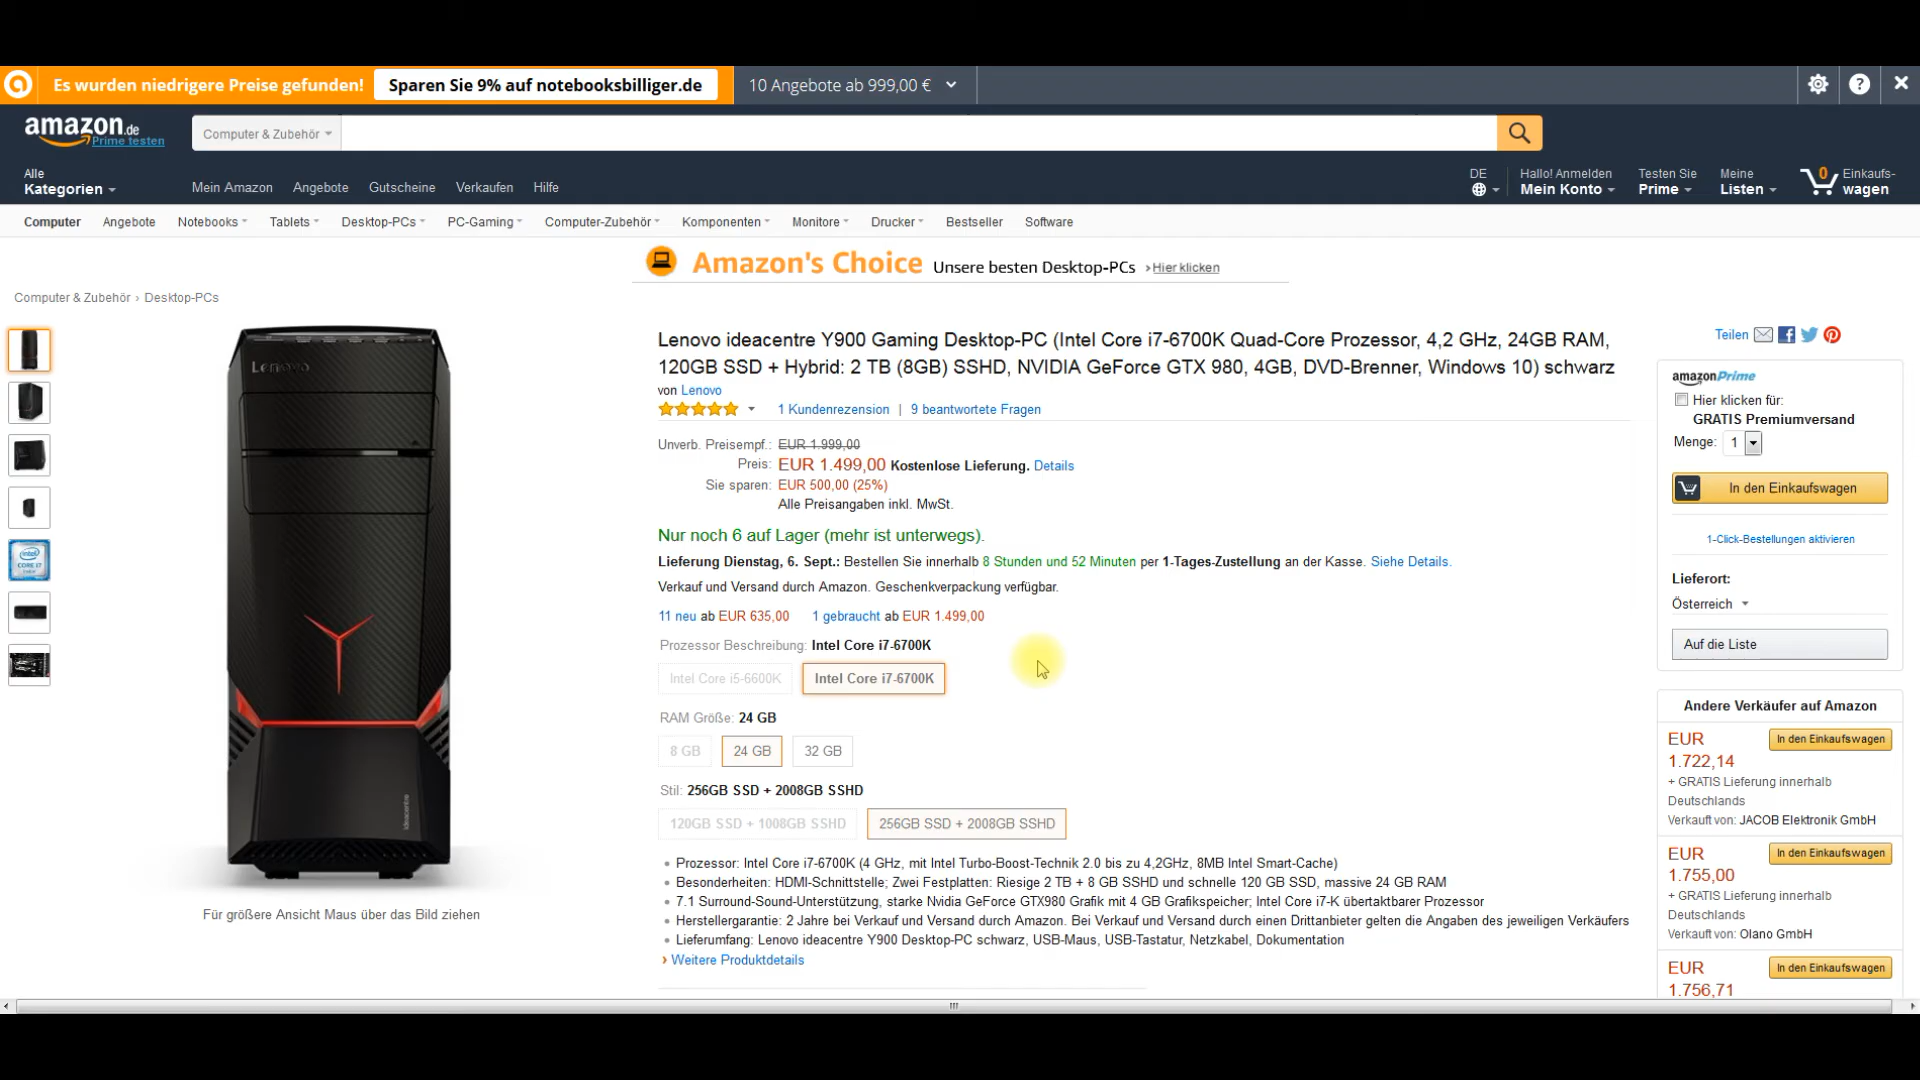 Es wurden niedrigere Preise gefunden! Sparen Sie 9% auf notebooksbilliger.de 10 Angebote ab 999,00 €
amazon.de
Prime testen
Computer & Zubehör
Alle
Kategorien
Mein Amazon Angebote Gutscheine Verkaufen Hilfe
DE
Hallo! Anmelden
Mein Konto
Testen Sie
Prime
Meine
Listen
0
Einkaufs-
wagen
Computer Angebote Notebooks Tablets Desktop-PCs PC-Gaming Computer-Zubehör Komponenten Monitore Drucker Bestseller Software
Amazon's Choice Unsere besten Desktop-PCs ›Hier klicken
Computer & Zubehör › Desktop-PCs
Lenovo
ideacentre
intel
CORE i7
Für größere Ansicht Maus über das Bild ziehen
Lenovo ideacentre Y900 Gaming Desktop-PC (Intel Core i7-6700K Quad-Core Prozessor, 4,2 GHz, 24GB RAM,
120GB SSD + Hybrid: 2 TB (8GB) SSHD, NVIDIA GeForce GTX 980, 4GB, DVD-Brenner, Windows 10) schwarz
von Lenovo
1 Kundenrezension | 9 beantwortete Fragen
Unverb. Preisempf.: EUR 1.999,00
Preis: EUR 1.499,00 Kostenlose Lieferung. Details
Sie sparen: EUR 500,00 (25%)
Alle Preisangaben inkl. MwSt.
Nur noch 6 auf Lager (mehr ist unterwegs).
Lieferung Dienstag, 6. Sept.: Bestellen Sie innerhalb 8 Stunden und 52 Minuten per 1-Tages-Zustellung an der Kasse. Siehe Details.
Verkauf und Versand durch Amazon. Geschenkverpackung verfügbar.
11 neu ab EUR 635,00 1 gebraucht ab EUR 1.499,00
Prozessor Beschreibung: Intel Core i7-6700K
Intel Core i5-6600K Intel Core i7-6700K
RAM Größe: 24 GB
8 GB 24 GB 32 GB
Stil: 256GB SSD + 2008GB SSHD
120GB SSD + 1008GB SSHD 256GB SSD + 2008GB SSHD
Prozessor: Intel Core i7-6700K (4 GHz, mit Intel Turbo-Boost-Technik 2.0 bis zu 4,2GHz, 8MB Intel Smart-Cache)
Besonderheiten: HDMI-Schnittstelle; Zwei Festplatten: Riesige 2 TB + 8 GB SSHD und schnelle 120 GB SSD, massive 24 GB RAM
7.1 Surround-Sound-Unterstützung, starke Nvidia GeForce GTX980 Grafik mit 4 GB Grafikspeicher; Intel Core i7-K übertaktbarer Prozessor
Herstellergarantie: 2 Jahre bei Verkauf und Versand durch Amazon. Bei Verkauf und Versand durch einen Drittanbieter gelten die Angaben des jeweiligen Verkäufers
Lieferumfang: Lenovo ideacentre Y900 Desktop-PC schwarz, USB-Maus, USB-Tastatur, Netzkabel, Dokumentation
› Weitere Produktdetails
Teilen
amazonPrime
Hier klicken für:
GRATIS Premiumversand
Menge: 1
In den Einkaufswagen
1-Click-Bestellungen aktivieren
Lieferort:
Österreich
Auf die Liste
Andere Verkäufer auf Amazon
EUR
1.722,14
In den Einkaufswagen
+ GRATIS Lieferung innerhalb
Deutschlands
Verkauft von: JACOB Elektronik GmbH
EUR
1.755,00
In den Einkaufswagen
+ GRATIS Lieferung innerhalb
Deutschlands
Verkauft von: Olano GmbH
EUR
1.756,71
In den Einkaufswagen